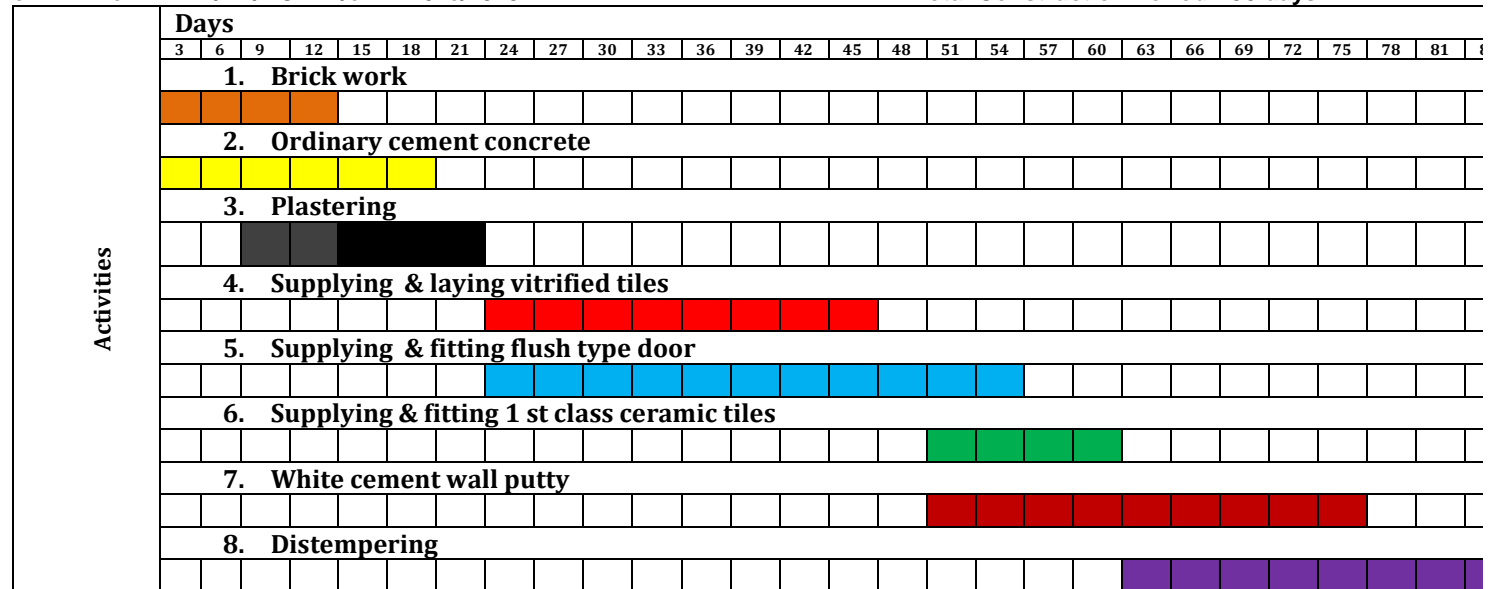 Days
3 6 9 12 15 18 21 24 27 30 33 36 39 42 45 48 51 54 57 60 63 66 69 72 75 78 81
1. Brick work
2. Ordinary cement concrete
3. Plastering
4. Supplying & laying vitrified tiles
5. Supplying & fitting flush type door
6. Supplying & fitting 1 st class ceramic tiles
7. White cement wall putty
8. Distempering
Activities